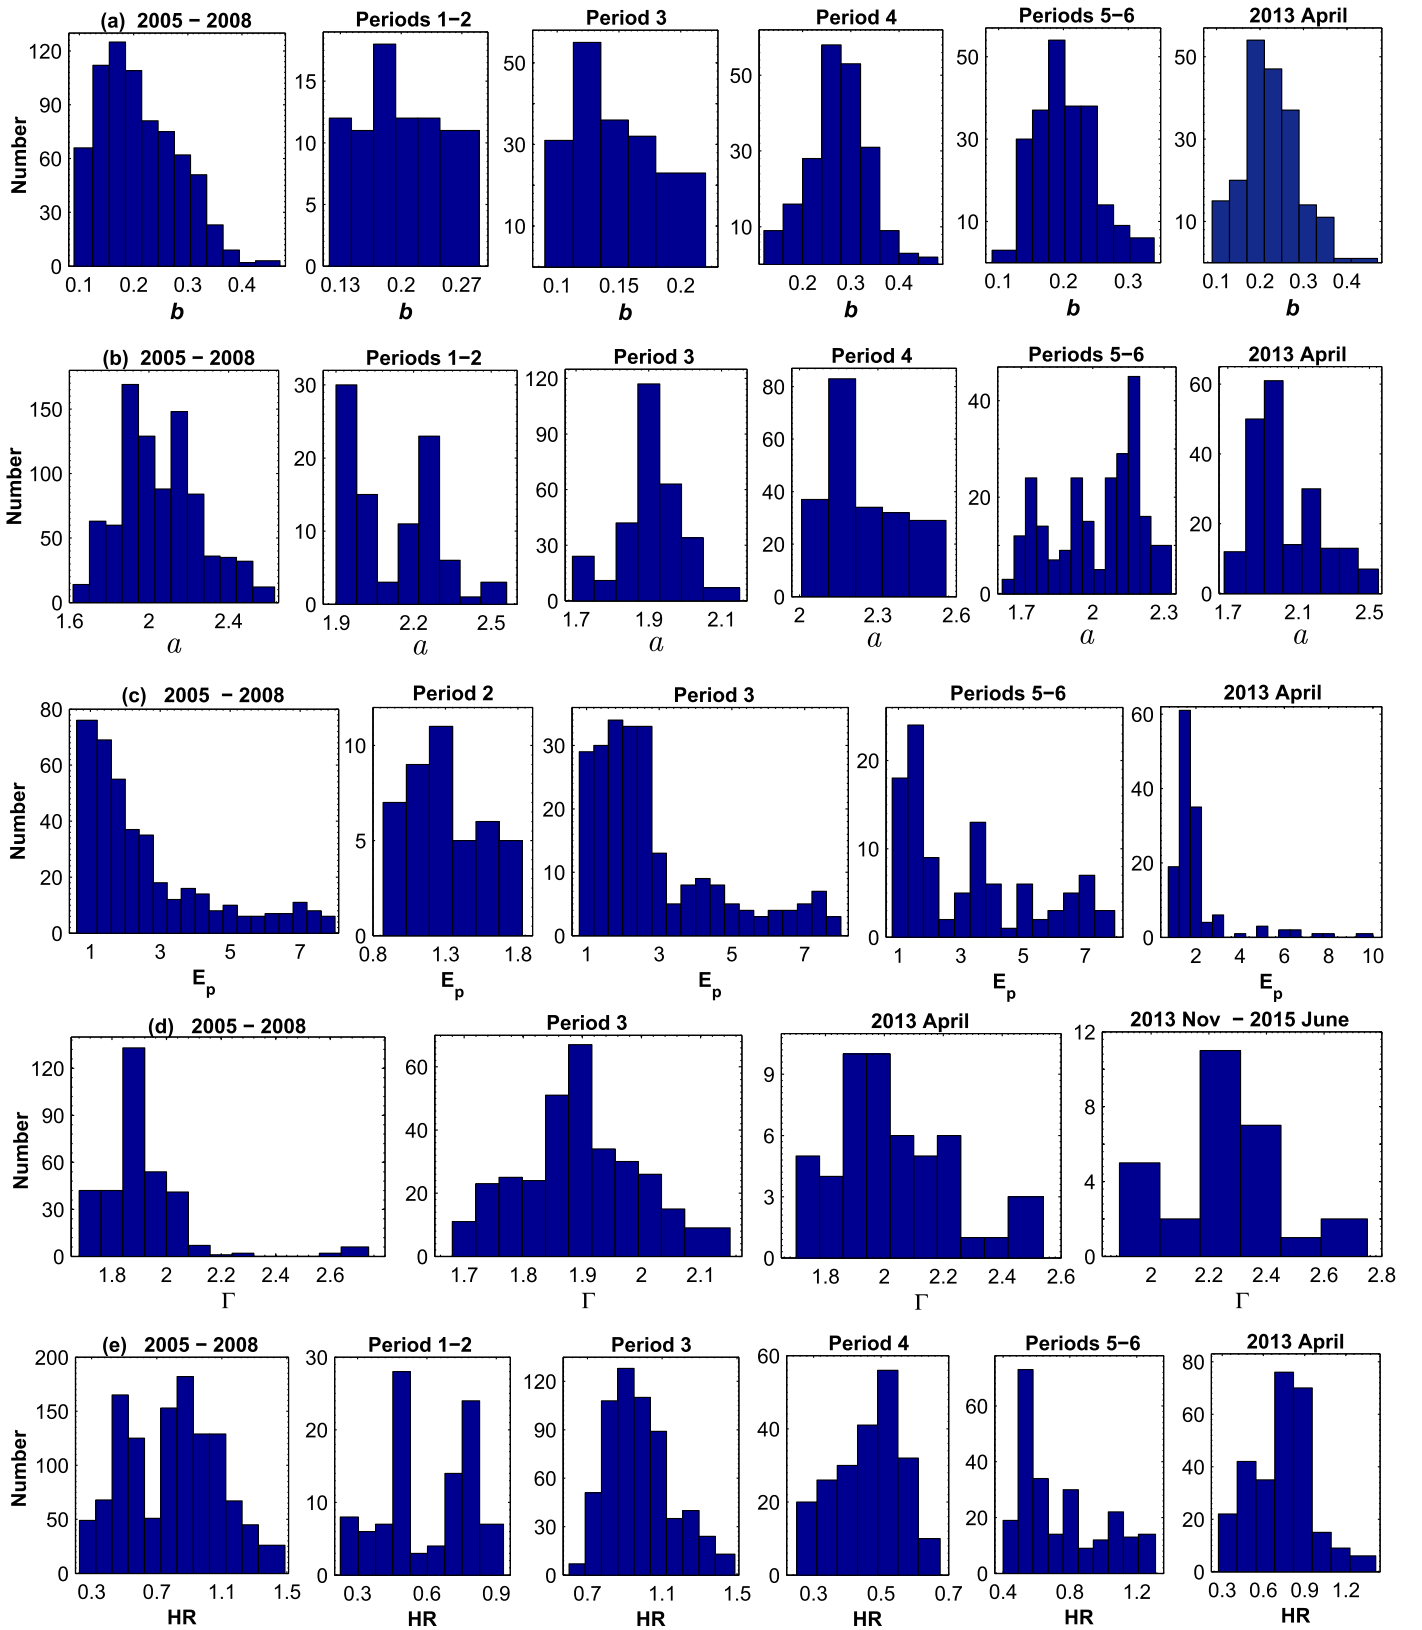 (a) 2005 − 2008
Periods 1−2
Period 3
Period 4
Periods 5−6
2013 April
Number
120
90
60
30
0
0.1 0.2 0.3 0.4
b
15
10
5
0
0.13 0.2 0.27
b
50
30
10
0.1 0.15 0.2
b
50
30
10
0.2 0.3 0.4
b
50
30
10
0.1 0.2 0.3
b
50
30
10
0.1 0.2 0.3 0.4
b
(b) 2005 − 2008
Periods 1−2
Period 3
Period 4
Periods 5−6
2013 April
Number
150
100
50
0
1.6 2 2.4
a
30
20
10
0
1.9 2.2 2.5
a
120
90
60
30
0
1.7 1.9 2.1
a
80
60
40
20
0
2 2.3 2.6
a
40
20
0
1.7 2 2.3
a
60
40
20
0
1.7 2.1 2.5
a
(c) 2005 − 2008
Period 2
Period 3
Periods 5−6
2013 April
Number
80
60
40
20
0
1 3 5 7
Ep
10
5
0
0.8 1.3 1.8
Ep
30
20
10
0
1 3 5 7
Ep
20
10
0
1 3 5 7
Ep
60
40
20
0
2 4 6 8 10
Ep
(d) 2005 − 2008
Period 3
2013 April
2013 Nov − 2015 June
Number
120
90
60
30
0
1.8 2 2.2 2.4 2.6
Γ
60
40
20
0
1.7 1.8 1.9 2 2.1
Γ
9
6
3
0
1.8 2 2.2 2.4 2.6
Γ
12
8
4
0
2 2.2 2.4 2.6 2.8
Γ
(e) 2005 − 2008
Period 1−2
Period 3
Period 4
Periods 5−6
2013 April
Number
200
150
100
50
0
0.3 0.7 1.1 1.5
HR
30
20
10
0
0.3 0.6 0.9
HR
120
90
60
30
0
0.7 1.1 1.5
HR
60
40
20
0
0.3 0.5 0.7
HR
60
40
20
0
0.4 0.8 1.2
HR
80
60
40
20
0
0.3 0.6 0.9 1.2
HR